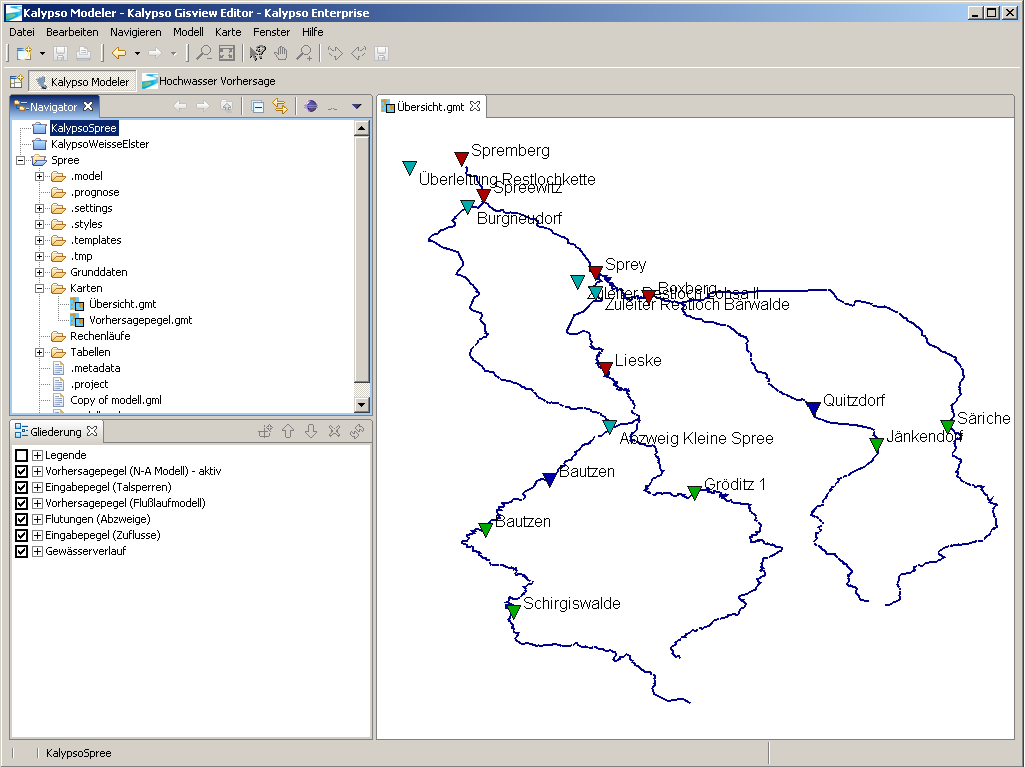 Kalypso Modeler - Kalypso Gisview Editor - Kalypso Enterprise
Datei Bearbeiten Navigieren Modell Karte Fenster Hilfe
Kalypso Modeler Hochwasser Vorhersage
Navigator
KalypsoSpree
KalypsoWeisseElster
Spree
.model
.prognose
.settings
.styles
.templates
.tmp
Grunddaten
Karten
Übersicht.gmt
Vorhersagepegel.gmt
Rechenläufe
Tabellen
.metadata
.project
Copy of modell.gml
Gliederung
Legende
Vorhersagepegel (N-A Modell) - aktiv
Eingabepegel (Talsperren)
Vorhersagepegel (Flußlaufmodell)
Flutungen (Abzweige)
Eingabepegel (Zuflusse)
Gewässerverlauf
Übersicht.gmt
Spremberg
Überleitung Restlochkette
Spreewitz
Burgneudorf
Sprey
Boxberg
Zuleiter Restloch Lohsa II
Zuleiter Restloch Bärwalde
Lieske
Quitzdorf
Säriche
Jänkendorf
Abzweig Kleine Spree
Bautzen
Gröditz 1
Bautzen
Schirgiswalde
KalypsoSpree